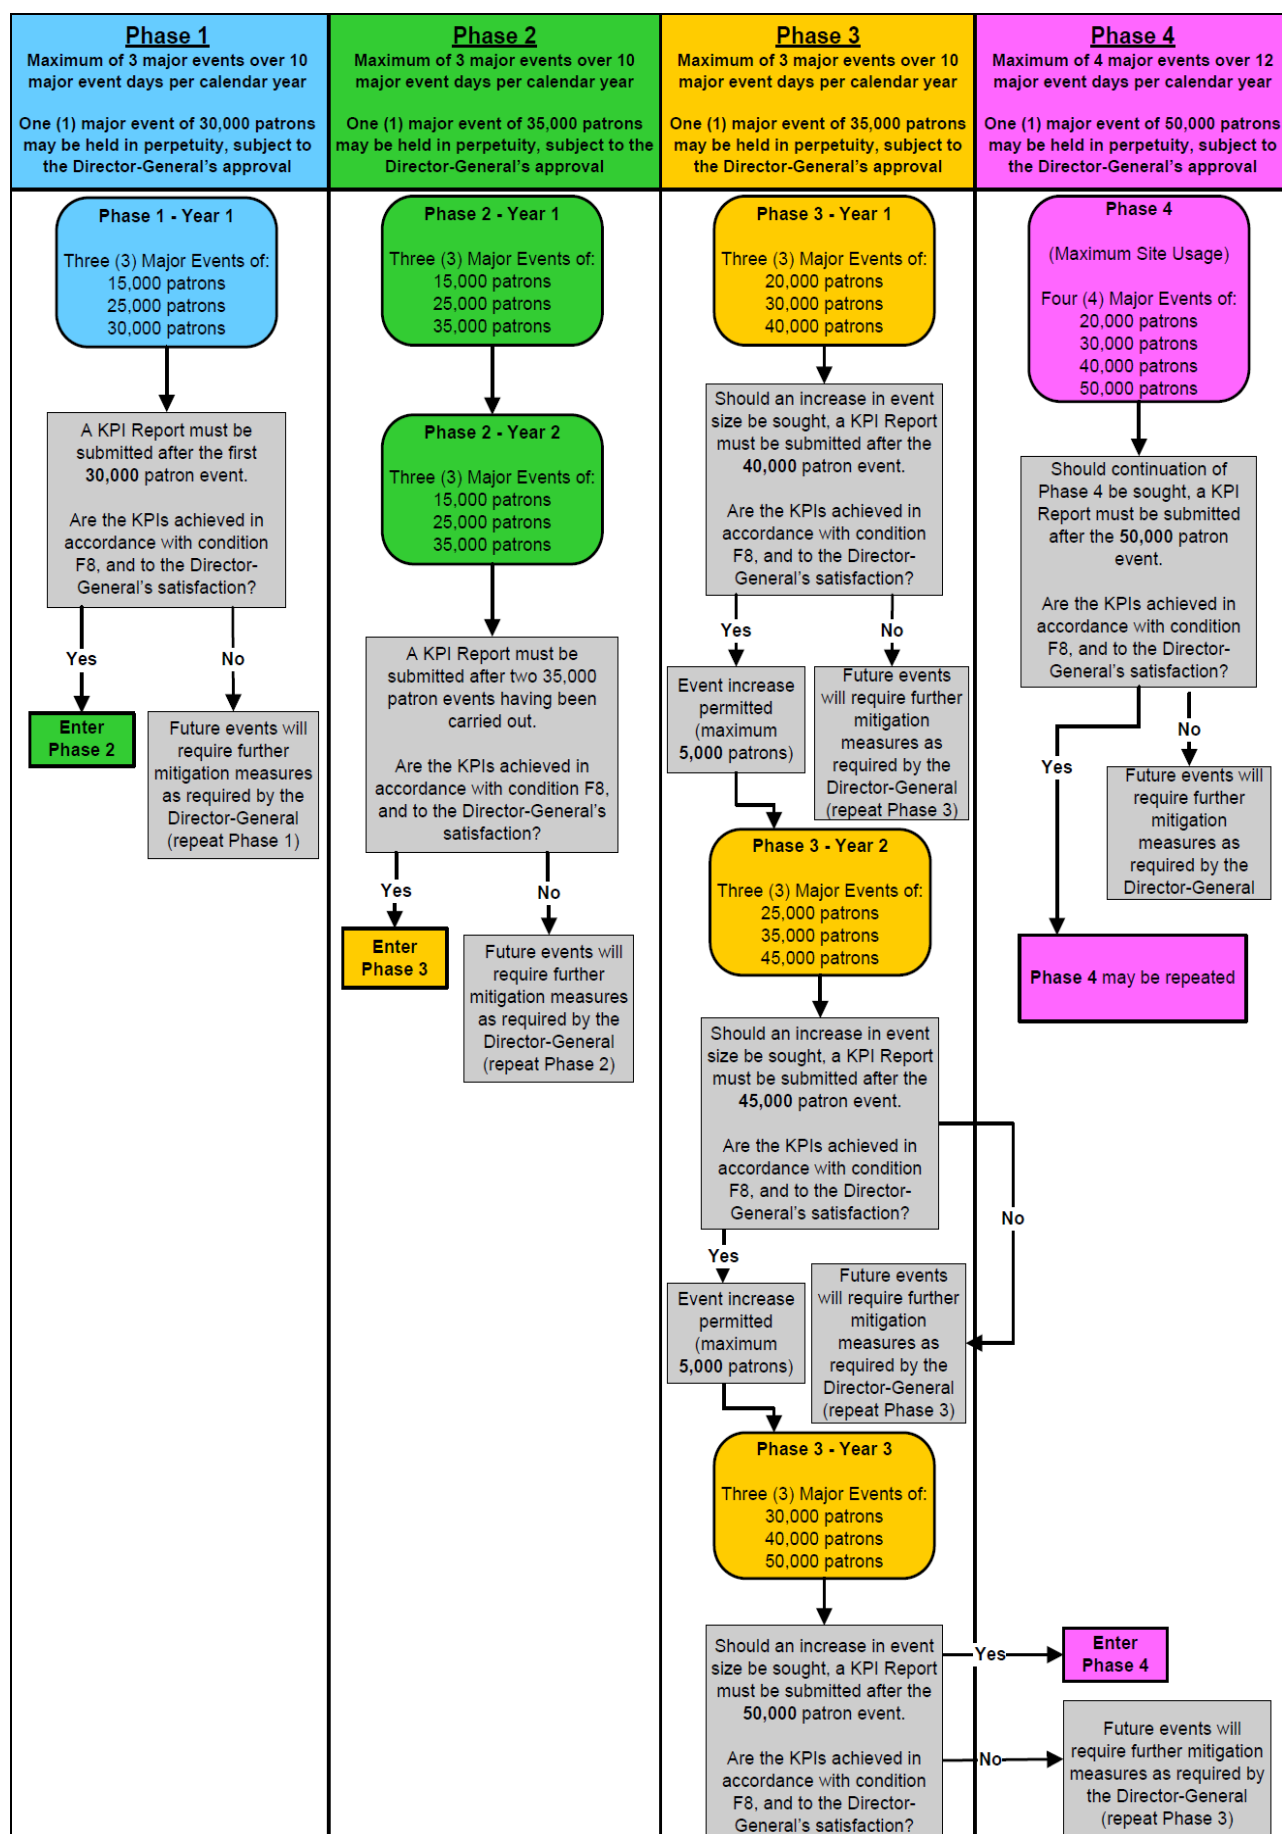 Phase 1
Maximum of 3 major events over 10
major event days per calendar year
One (1) major event of 30,000 patrons
may be held in perpetuity, subject to
the Director-General's approval
Phase 2
Maximum of 3 major events over 10
major event days per calendar year
One (1) major event of 35,000 patrons
may be held in perpetuity, subject to the
Director-General's approval
Phase 3
Maximum of 3 major events over 10
major event days per calendar year
One (1) major event of 35,000 patrons
may be held in perpetuity, subject to
the Director-General's approval
Phase 4
Maximum of 4 major events over 12
major event days per calendar year
One (1) major event of 50,000 patrons
may be held in perpetuity, subject to
the Director-General's approval
Phase 1 - Year 1
Three (3) Major Events of:
15,000 patrons
25,000 patrons
30,000 patrons
A KPI Report must be
submitted after the first
30,000 patron event.
Are the KPIs achieved in
accordance with condition
F8, and to the Director-
General's satisfaction?
Yes
No
Enter
Phase 2
Future events will
require further
mitigation measures
as required by the
Director-General
(repeat Phase 1)
Phase 2 - Year 1
Three (3) Major Events of:
15,000 patrons
25,000 patrons
35,000 patrons
Phase 2 - Year 2
Three (3) Major Events of:
15,000 patrons
25,000 patrons
35,000 patrons
A KPI Report must be
submitted after two 35,000
patron events having been
carried out.
Are the KPIs achieved in
accordance with condition F8,
and to the Director-General's
satisfaction?
Yes
No
Enter
Phase 3
Future events will
require further
mitigation measures
as required by the
Director-General
(repeat Phase 2)
Phase 3 - Year 1
Three (3) Major Events of:
20,000 patrons
30,000 patrons
40,000 patrons
Should an increase in event
size be sought, a KPI Report
must be submitted after the
40,000 patron event.
Are the KPIs achieved in
accordance with condition
F8, and to the Director-
General's satisfaction?
Yes
No
Event increase
permitted
(maximum
5,000 patrons)
Future events
will require further
mitigation
measures as
required by the
Director-General
(repeat Phase 3)
Phase 3 - Year 2
Three (3) Major Events of:
25,000 patrons
35,000 patrons
45,000 patrons
Should an increase in event
size be sought, a KPI Report
must be submitted after the
45,000 patron event.
Are the KPIs achieved in
accordance with condition
F8, and to the Director-
General's satisfaction?
Yes
No
Event increase
permitted
(maximum
5,000 patrons)
Future events
will require further
mitigation
measures as
required by the
Director-General
(repeat Phase 3)
Phase 3 - Year 3
Three (3) Major Events of:
30,000 patrons
40,000 patrons
50,000 patrons
Should an increase in event
size be sought, a KPI Report
must be submitted after the
50,000 patron event.
Are the KPIs achieved in
accordance with condition
F8, and to the Director-
General's satisfaction?
Yes
Enter
Phase 4
No
Future events will
require further mitigation
measures as required by
the Director-General
(repeat Phase 3)
Phase 4
(Maximum Site Usage)
Four (4) Major Events of:
20,000 patrons
30,000 patrons
40,000 patrons
50,000 patrons
Should continuation of
Phase 4 be sought, a KPI
Report must be submitted
after the 50,000 patron
event.
Are the KPIs achieved in
accordance with condition
F8, and to the Director-
General's satisfaction?
Yes
No
Future events will
require further
mitigation
measures as
required by the
Director-General
Phase 4 may be repeated